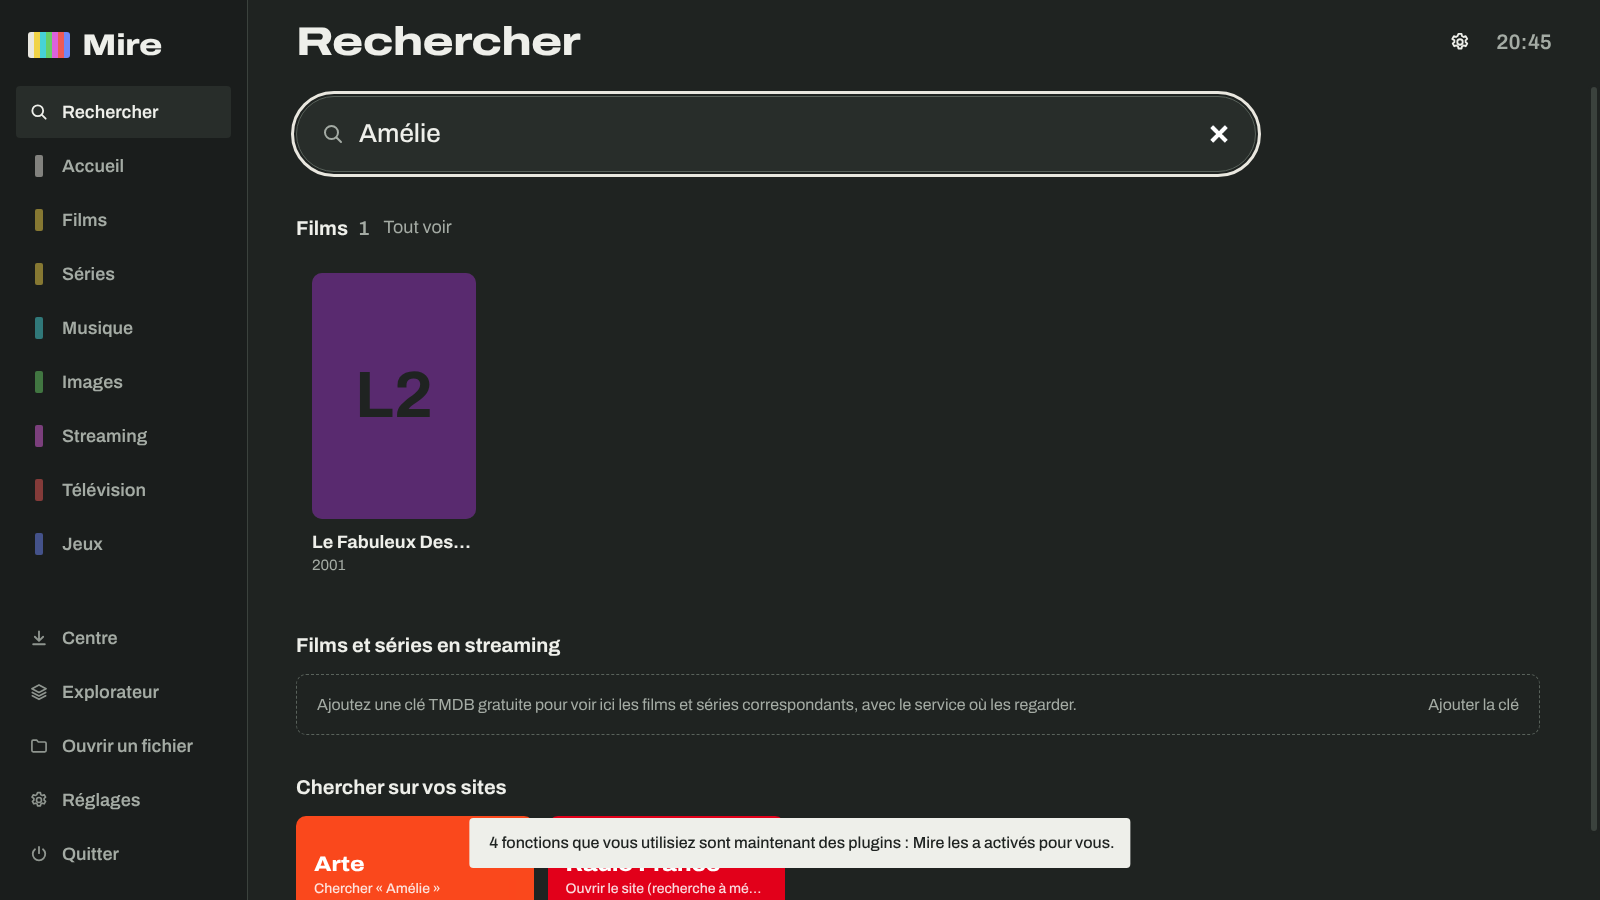 Mire
Rechercher
20:45
Rechercher
Amélie
Accueil
Films
Séries
Musique
Images
Streaming
Télévision
Jeux
Centre
Explorateur
Ouvrir un fichier
Réglages
Quitter
Films 1 Tout voir
L2
Le Fabuleux Des...
2001
Films et séries en streaming
Ajoutez une clé TMDB gratuite pour voir ici les films et séries correspondants, avec le service où les regarder.
Ajouter la clé
Chercher sur vos sites
4 fonctions que vous utilisiez sont maintenant des plugins : Mire les a activés pour vous.
Arte
Chercher « Amélie »
Radio France
Ouvrir le site (recherche à mé...